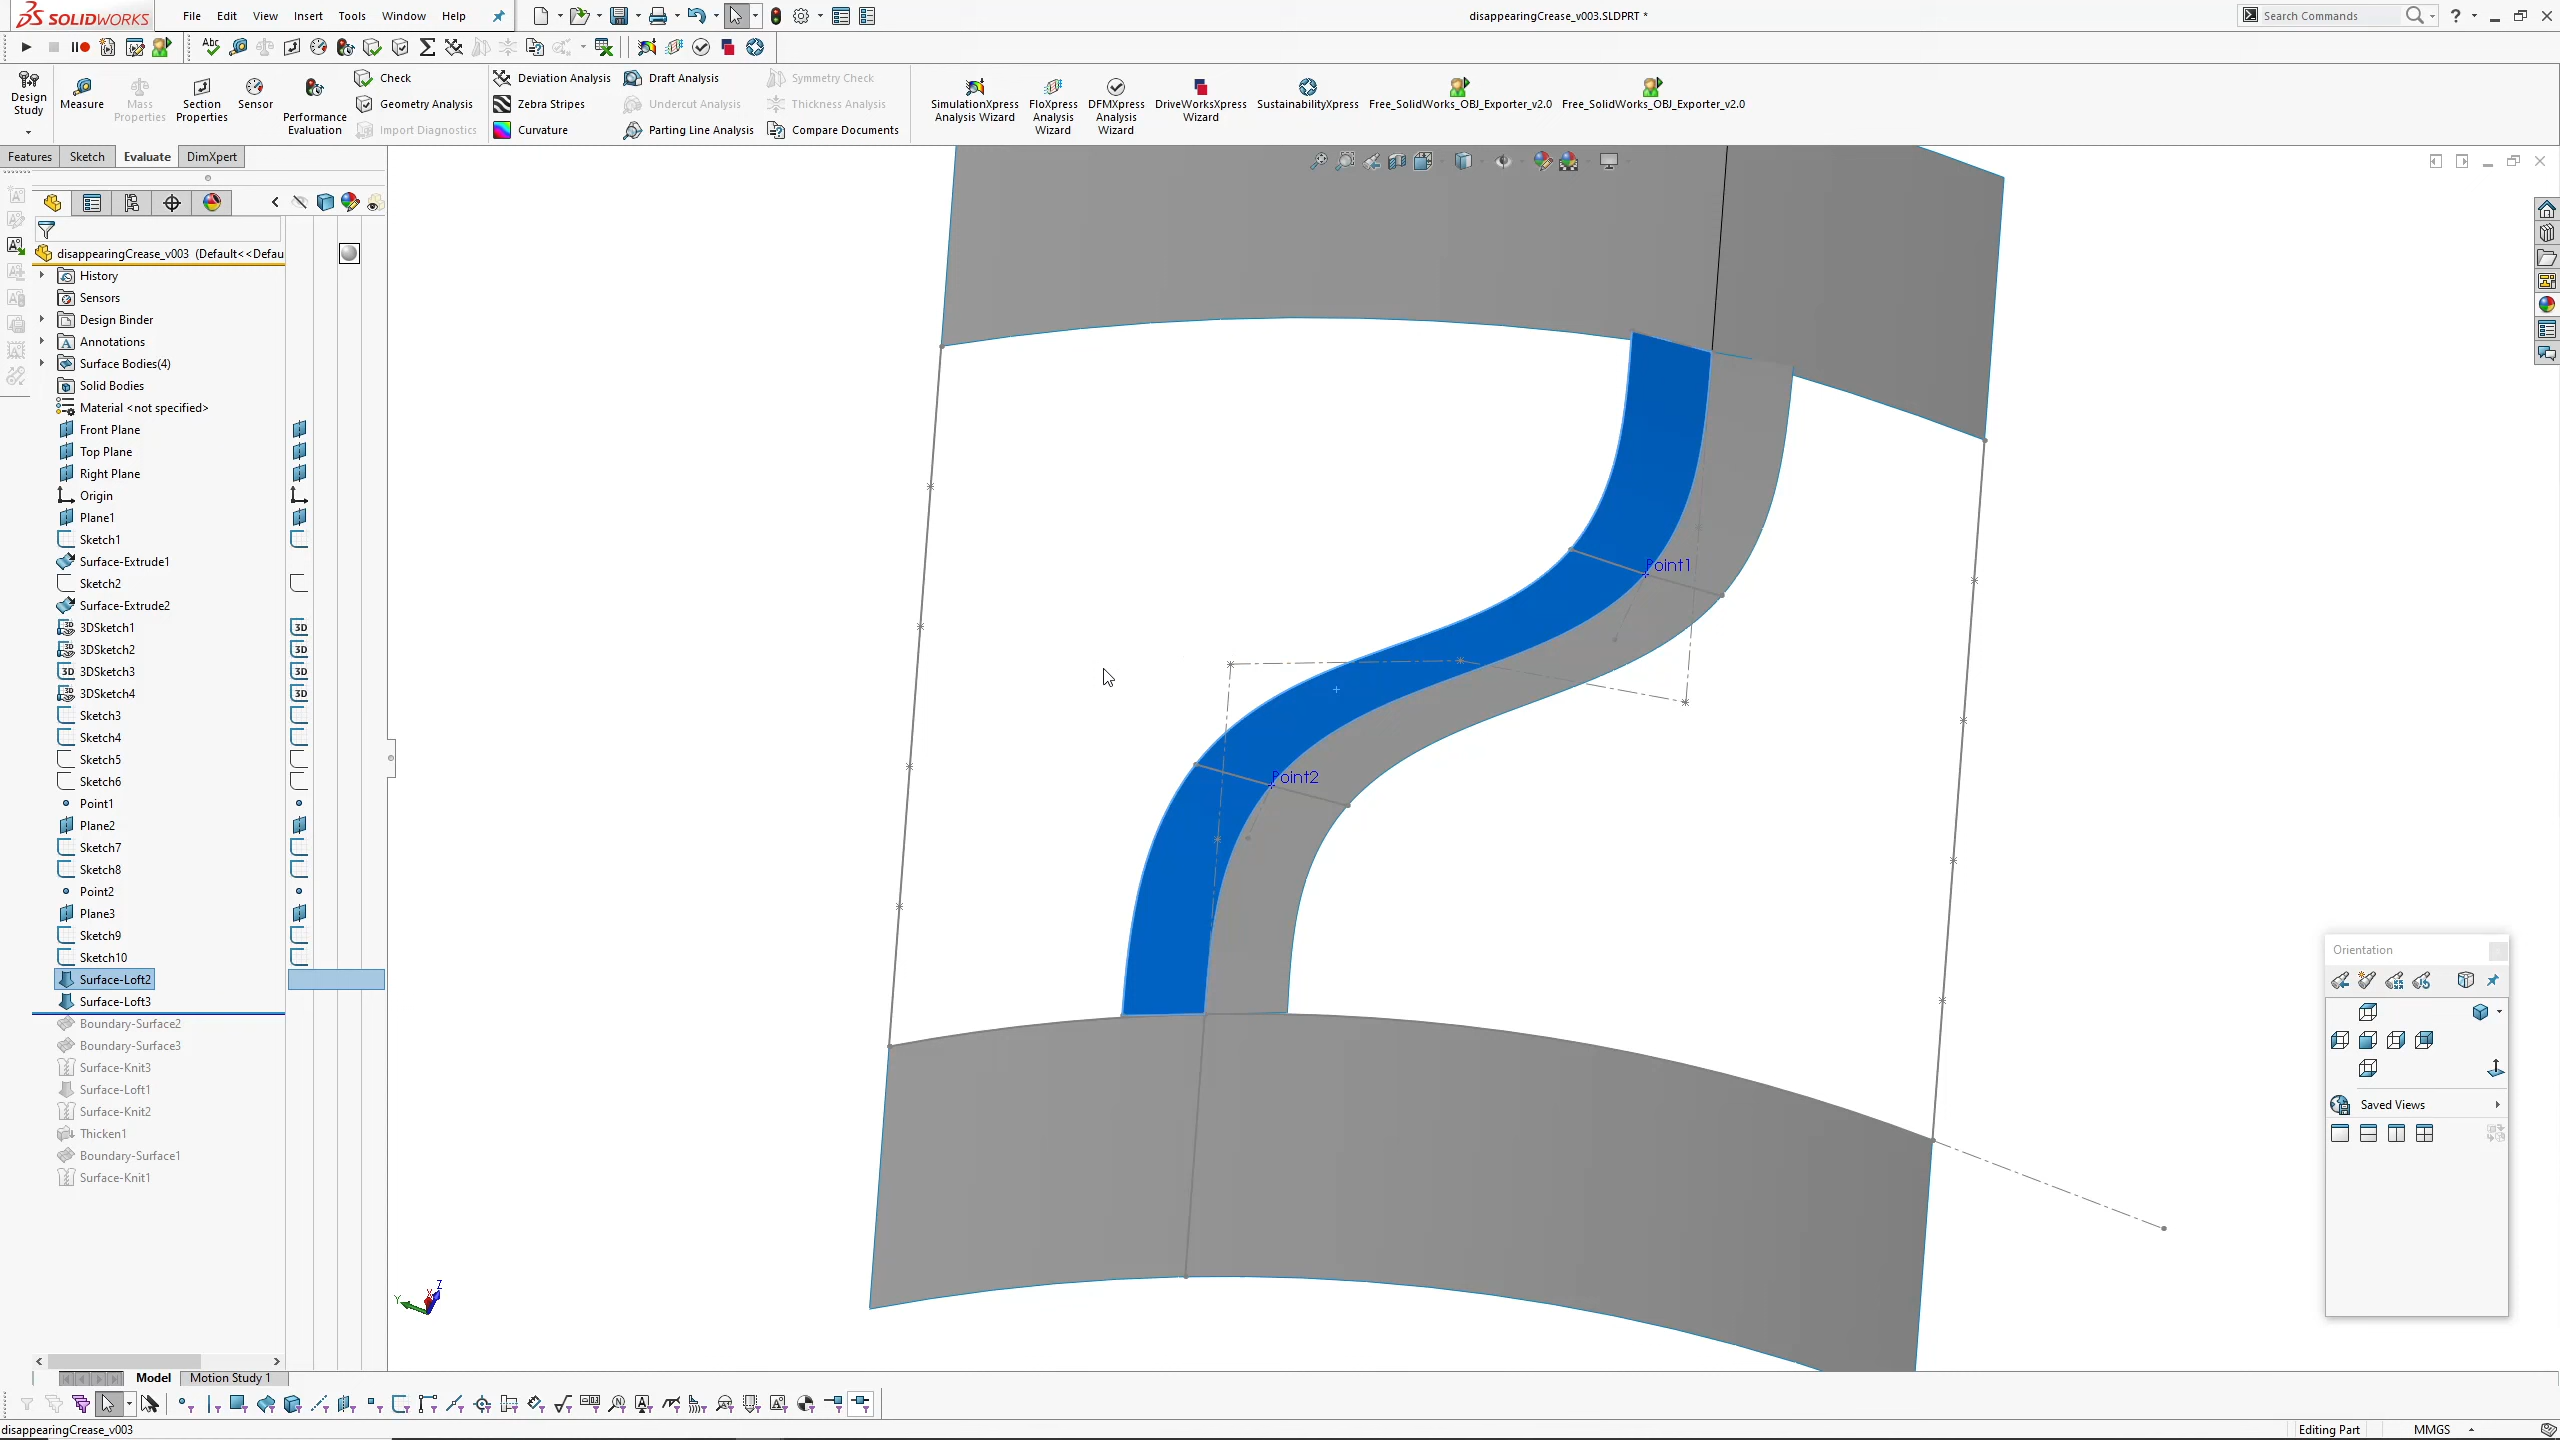 SOLIDWORKS
File Edit View Insert Tools Window Help
disappearingCrease_v003.SLDPRT *
Search Commands
Design Study
Measure
Mass Properties
Section Properties
Sensor
Performance Evaluation
Check
Geometry Analysis
Import Diagnostics
Deviation Analysis
Zebra Stripes
Curvature
Draft Analysis
Undercut Analysis
Parting Line Analysis
Symmetry Check
Thickness Analysis
Compare Documents
SimulationXpress Analysis Wizard
FloXpress Analysis Wizard
DFMXpress Analysis Wizard
DriveWorksXpress Wizard
SustainabilityXpress
Free_SolidWorks_OBJ_Exporter_v2.0
Free_SolidWorks_OBJ_Exporter_v2.0
Features Sketch Evaluate DimXpert
disappearingCrease_v003 (Default<<Defau
History
Sensors
Design Binder
Annotations
Surface Bodies(4)
Solid Bodies
Material <not specified>
Front Plane
Top Plane
Right Plane
Origin
Plane1
Sketch1
Surface-Extrude1
Sketch2
Surface-Extrude2
3DSketch1
3DSketch2
3DSketch3
3DSketch4
Sketch3
Sketch4
Sketch5
Sketch6
Point1
Plane2
Sketch7
Sketch8
Point2
Plane3
Sketch9
Sketch10
Surface-Loft2
Surface-Loft3
Boundary-Surface2
Boundary-Surface3
Surface-Knit3
Surface-Loft1
Surface-Knit2
Thicken1
Boundary-Surface1
Surface-Knit1
Point1
Point2
Z
Y
Orientation
Saved Views
Model Motion Study 1
disappearingCrease_v003
Editing Part
MMGS